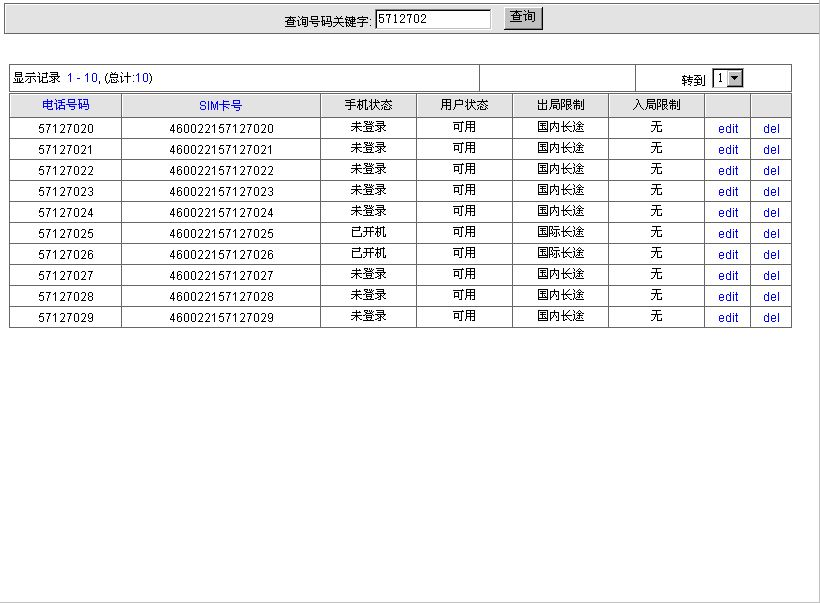 查询号码关键字: 5712702 查询
显示记录 1 - 10, (总计:10) 转到 1
电话号码 SIM卡号 手机状态 用户状态 出局限制 入局限制
57127020 460022157127020 未登录 可用 国内长途 无 edit del
57127021 460022157127021 未登录 可用 国内长途 无 edit del
57127022 460022157127022 未登录 可用 国内长途 无 edit del
57127023 460022157127023 未登录 可用 国内长途 无 edit del
57127024 460022157127024 未登录 可用 国内长途 无 edit del
57127025 460022157127025 已开机 可用 国际长途 无 edit del
57127026 460022157127026 已开机 可用 国际长途 无 edit del
57127027 460022157127027 未登录 可用 国内长途 无 edit del
57127028 460022157127028 未登录 可用 国内长途 无 edit del
57127029 460022157127029 未登录 可用 国内长途 无 edit del